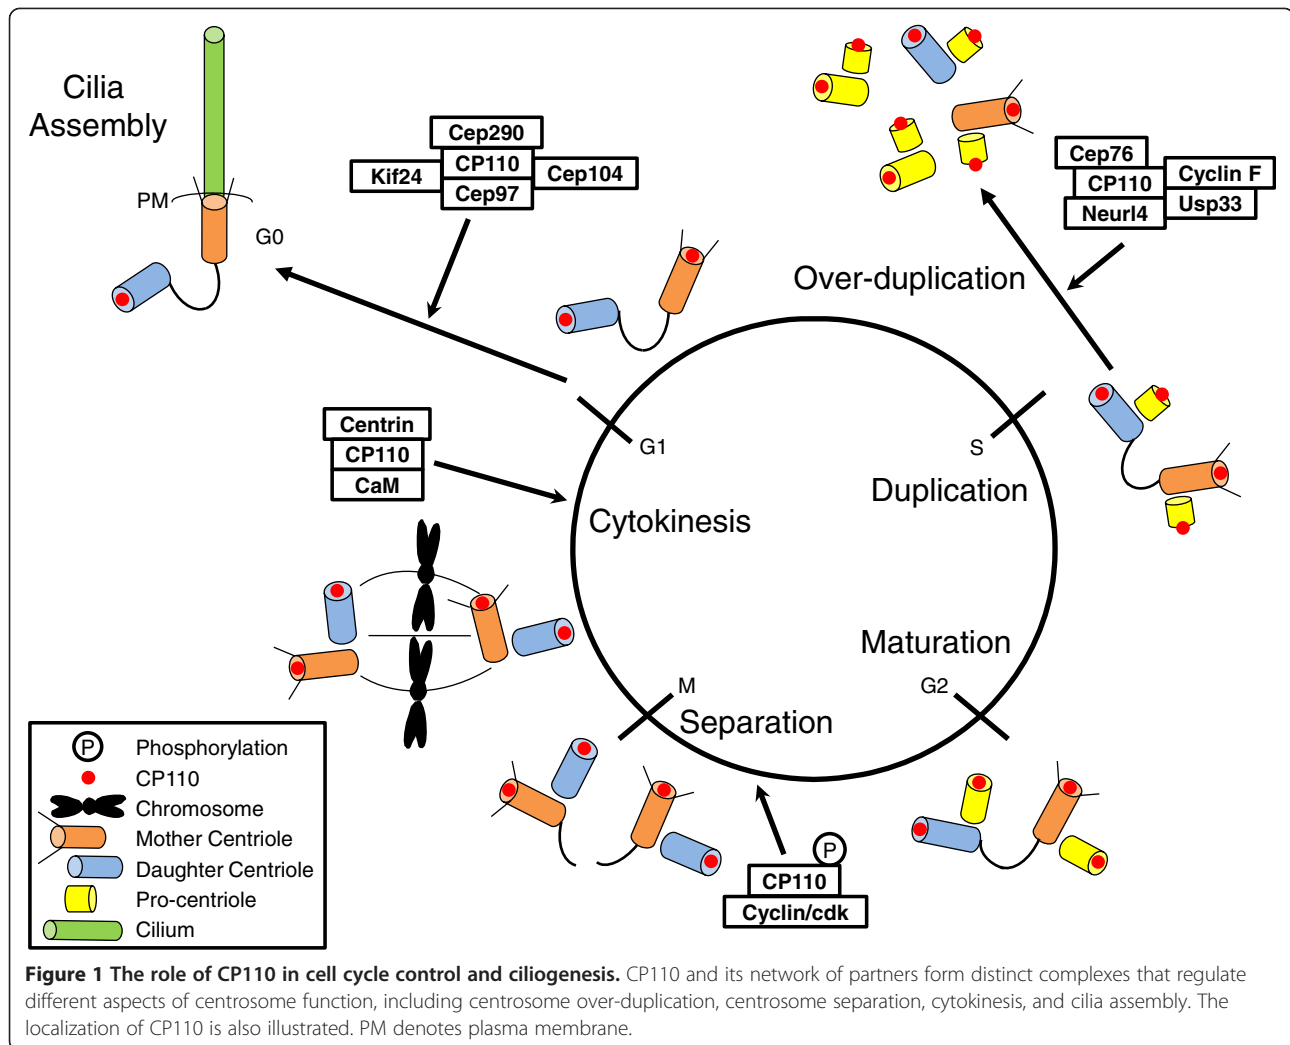 Cilia
Assembly
PM
G0
Cep290
CP110
Kif24
Cep104
Cep97
Cep76
CP110
Cyclin F
Neurl4
Usp33
Over-duplication
Centrin
CP110
CaM
G1
S
Duplication
Cytokinesis
Maturation
G2
M
Separation
P
CP110
Cyclin/cdk
P Phosphorylation
CP110
Chromosome
Mother Centriole
Daughter Centriole
Pro-centriole
Cilium
Figure 1 The role of CP110 in cell cycle control and ciliogenesis. CP110 and its network of partners form distinct complexes that regulate
different aspects of centrosome function, including centrosome over-duplication, centrosome separation, cytokinesis, and cilia assembly. The
localization of CP110 is also illustrated. PM denotes plasma membrane.